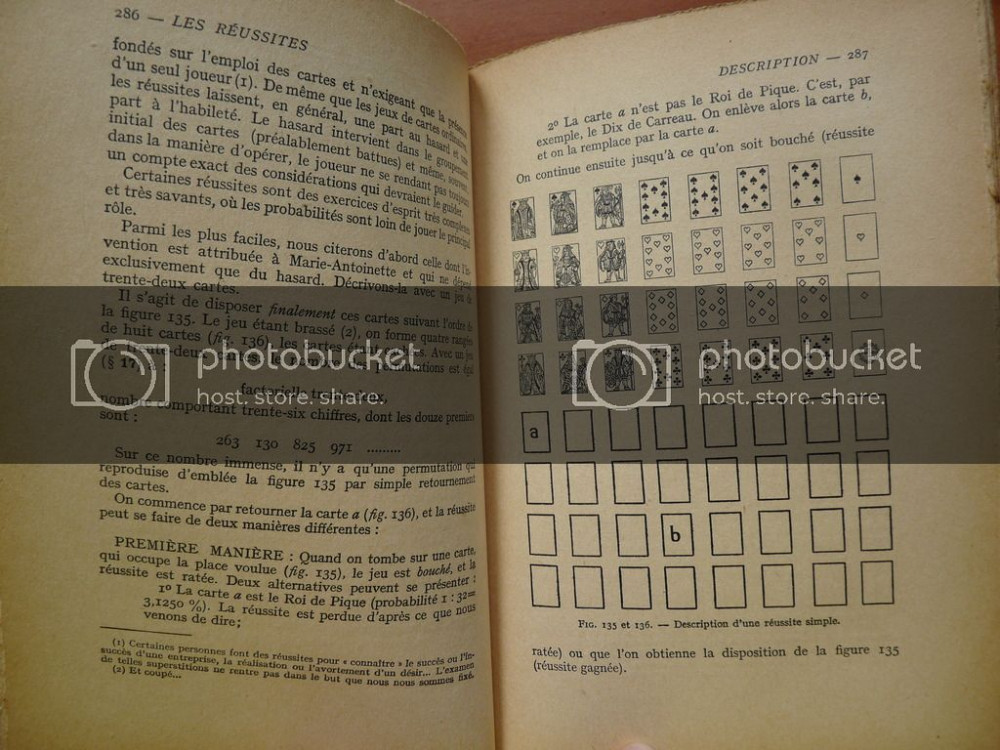 286 — LES RÉUSSITES
fondés sur l'emploi des cartes et n'exigeant que la présence
d'un seul joueur (1). De même que les jeux de cartes ordinaires,
les réussites laissent, en général, une part au hasard et une
part à l'habileté. Le hasard intervient dans le groupement
initial des cartes (préalablement battues) et même, souvent,
dans la manière d'opérer, le joueur ne se rendant pas toujours
un compte exact des considérations qui devraient le guider.
Certaines réussites sont des exercices d'esprit très complexes
et très savants, où les probabilités sont loin de jouer le principal
rôle.
Parmi les plus faciles, nous citerons d'abord celle dont l'in-
vention est attribuée à Marie-Antoinette et qui ne dépend
exclusivement que du hasard. Décrivons-la avec un jeu de
trente-deux cartes.
Il s'agit de disposer finalement ces cartes suivant l'ordre de
la figure 135. Le jeu étant brassé (2), on forme quatre rangées
de huit cartes (fig. 136), les cartes étant Avec un jeu
de trente-deux cartes, le nombre des permutations est égal
(§ 17) :
factorielle trente-deux,
nombre comportant trente-six chiffres, dont les douze premiers
sont :
263 130 825 971 .........
Sur ce nombre immense, il n'y a qu'une permutation qui
reproduise d'emblée la figure 135 par simple retournement
des cartes.
On commence par retourner la carte a (fig. 136), et la réussite
peut se faire de deux manières différentes :
PREMIÈRE MANIÈRE : Quand on tombe sur une carte,
qui occupe la place voulue (fig. 135), le jeu est bouché, et la
réussite est ratée. Deux alternatives peuvent se présenter :
1º La carte a est le Roi de Pique (probabilité 1 : 32 =
3,1250 %). La réussite est perdue d'après ce que nous
venons de dire;
(1) Certaines personnes font des réussites pour « connaître » le succès ou l'in-
succès d'une entreprise, la réalisation ou l'avortement d'un désir... L'examen
de telles superstitions ne rentre pas dans le but que nous nous sommes fixé.
(2) Et coupé...
DESCRIPTION — 287
2º La carte a n'est pas le Roi de Pique. C'est, par
exemple, le Dix de Carreau. On enlève alors la carte b,
et on la remplace par la carte a.
On continue ensuite jusqu'à ce qu'on soit bouché (réussite
a
b
FIG. 135 et 136. — Description d'une réussite simple.
ratée) ou que l'on obtienne la disposition de la figure 135
(réussite gagnée).
photobucket
host. store. share.
photobucket
host. store. share.